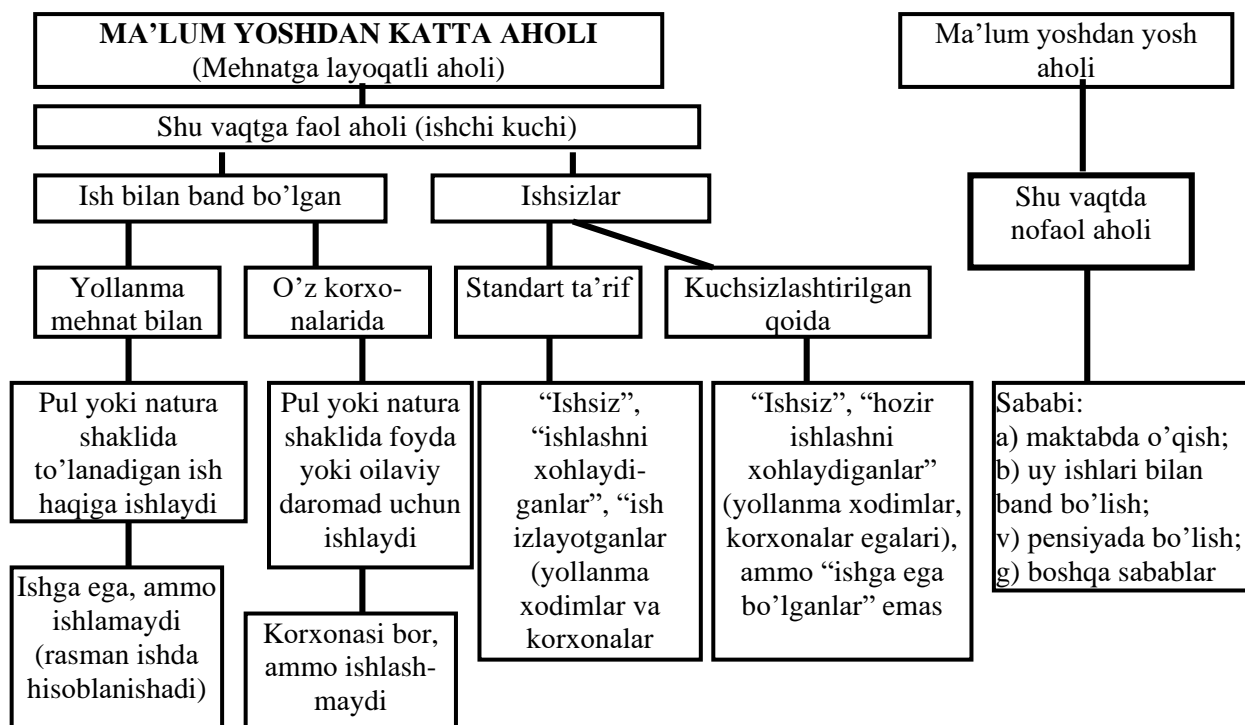 MA’LUM YOSHDAN KATTA AHOLI
(Mehnatga layoqatli aholi)
Ma’lum yoshdan yosh
aholi
Shu vaqtga faol aholi (ishchi kuchi)
Ish bilan band bo’lgan
Ishsizlar
Shu vaqtda
nofaol aholi
Yollanma
mehnat bilan
O’z korxo-
nalarida
Standart ta’rif
Kuchsizlashtirilgan
qoida
Pul yoki natura
shaklida
to’lanadigan ish
haqiga ishlaydi
Pul yoki natura
shaklida foyda
yoki oilaviy
daromad uchun
ishlaydi
“Ishsiz”,
“ishlashni
xohlaydi-
ganlar”, “ish
izlayotganlar
(yollanma
xodimlar va
korxonalar
“Ishsiz”, “hozir
ishlashni
xohlaydiganlar”
(yollanma xodimlar,
korxonalar egalari),
ammo “ishga ega
bo’lganlar” emas
Sababi:
a) maktabda o’qish;
b) uy ishlari bilan
band bo’lish;
v) pensiyada bo’lish;
g) boshqa sabablar
Ishga ega, ammo
ishlamaydi
(rasman ishda
hisoblanishadi)
Korxonasi bor,
ammo ishlash-
maydi